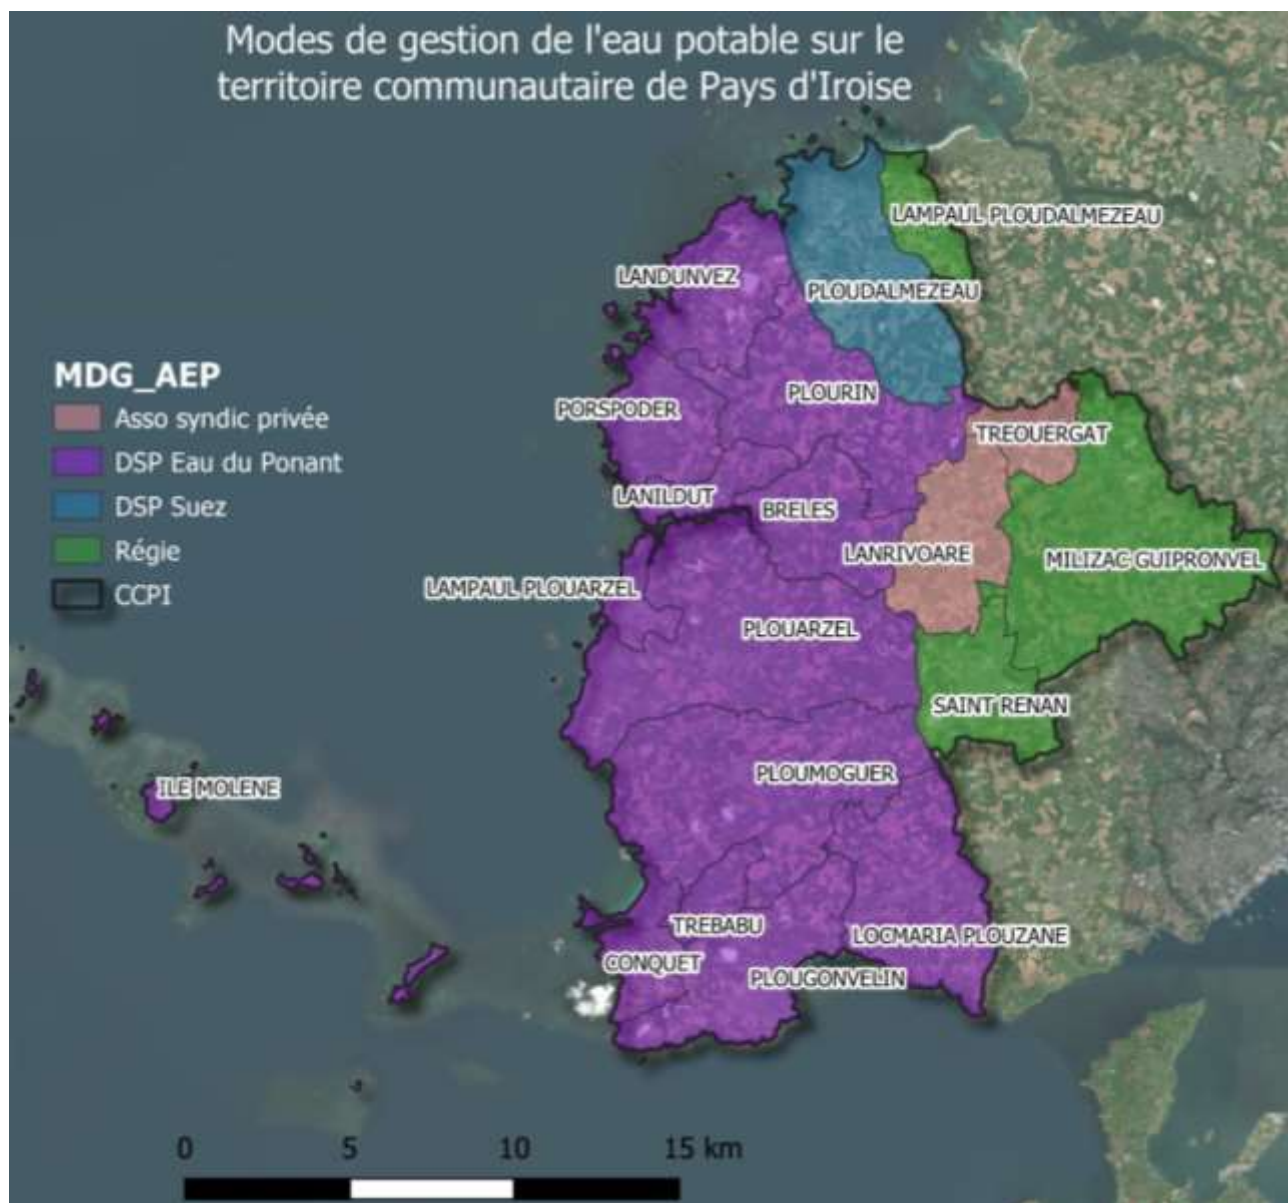 Modes de gestion de l'eau potable sur le
territoire communautaire de Pays d'Iroise
LAMPAUL PLOUDALMEZEAU
LANDUNVEZ
PLOUDALMEZEAU
MDG_AEP
Asso syndic privée
DSP Eau du Ponant
DSP Suez
Régie
CCPI
PLOURIN
PORSPODER
TREOUERGAT
LANILDUT
BRELES
LANRIVOARE
MILIZAC GUIPRONVEL
LAMPAUL PLOUARZEL
PLOUARZEL
SAINT RENAN
PLOUMOGUER
ILE MOLENE
TREBABU
LOCMARIA PLOUZANE
CONQUET
PLOUGONVELIN
0 5 10 15 km